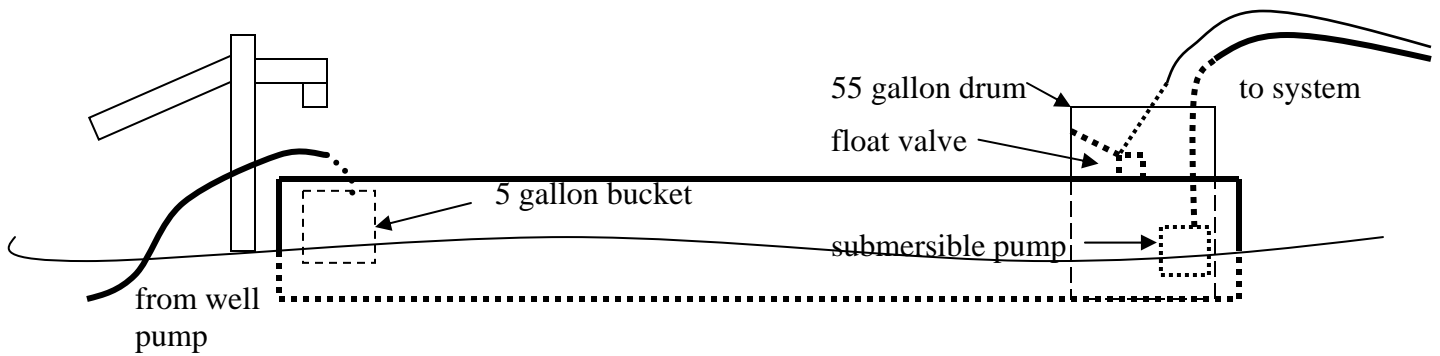 55 gallon drum
to system
float valve
5 gallon bucket
submersible pump
from well
pump